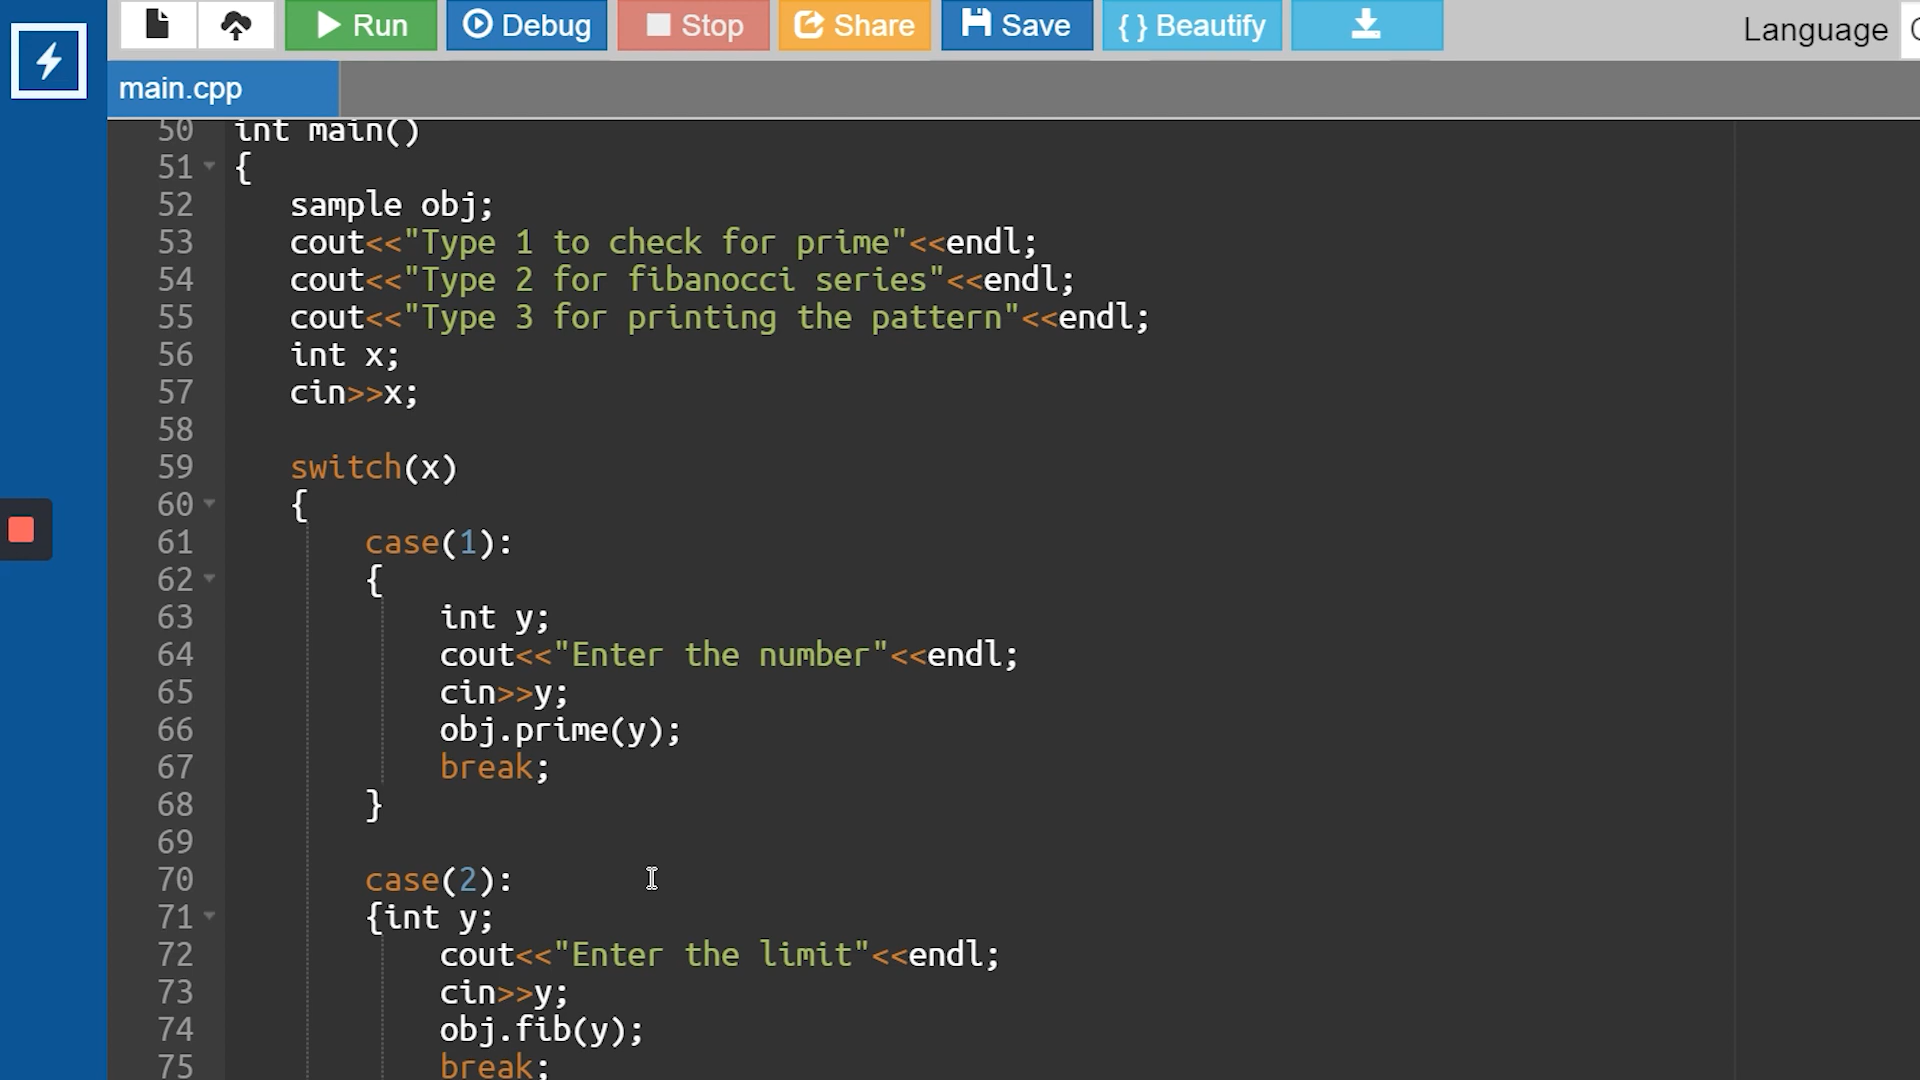 Run Debug Stop Share Save { } Beautify Language
main.cpp
50 int main()
51 {
52 sample obj;
53 cout<<"Type 1 to check for prime"<<endl;
54 cout<<"Type 2 for fibanocci series"<<endl;
55 cout<<"Type 3 for printing the pattern"<<endl;
56 int x;
57 cin>>x;
58
59 switch(x)
60 {
61 case(1):
62 {
63 int y;
64 cout<<"Enter the number"<<endl;
65 cin>>y;
66 obj.prime(y);
67 break;
68 }
69
70 case(2):
71 {int y;
72 cout<<"Enter the limit"<<endl;
73 cin>>y;
74 obj.fib(y);
75 break;